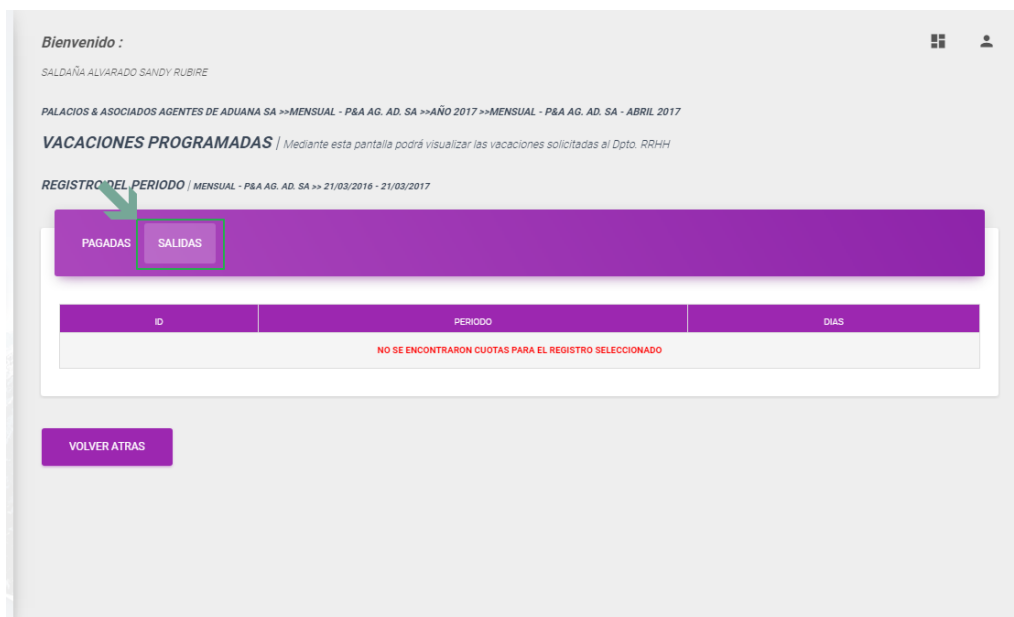 Bienvenido :
SALDAÑA ALVARADO SANDY RUBIRE
PALACIOS & ASOCIADOS AGENTES DE ADUANA SA >>MENSUAL - P&A AG. AD. SA >>AÑO 2017 >>MENSUAL - P&A AG. AD. SA - ABRIL 2017
VACACIONES PROGRAMADAS | Mediante esta pantalla podrá visualizar las vacaciones solicitadas al Dpto. RRHH
REGISTRO DEL PERIODO | MENSUAL - P&A AG. AD. SA >> 21/03/2016 - 21/03/2017
PAGADAS SALIDAS
ID PERIODO DIAS
NO SE ENCONTRARON CUOTAS PARA EL REGISTRO SELECCIONADO
VOLVER ATRAS